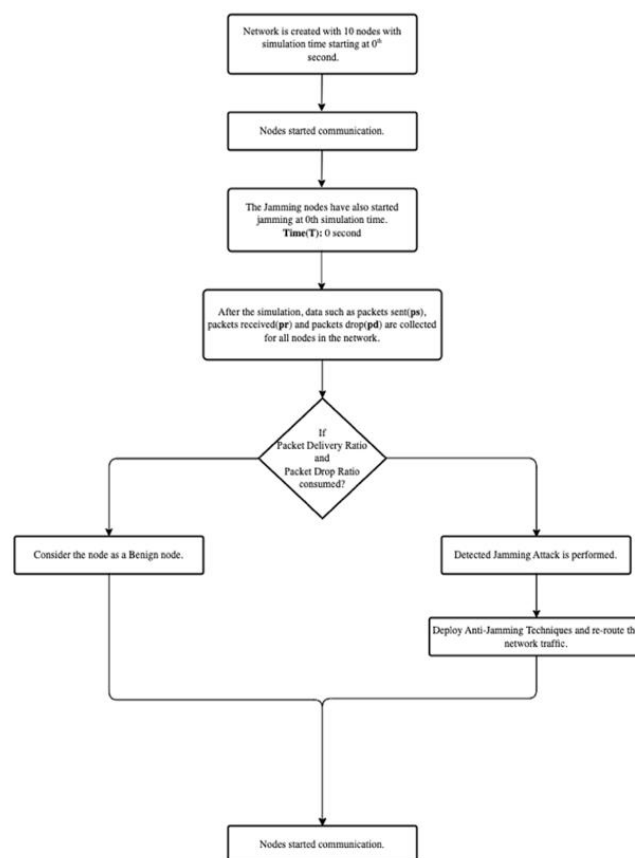 Network is created with 10 nodes with
simulation time starting at 0th
second.
Nodes started communication.
The Jamming nodes have also started
jamming at 0th simulation time.
Time(T): 0 second
After the simulation, data such as packets sent(ps),
packets received(pr) and packets drop(pd) are collected
for all nodes in the network.
If
Packet Delivery Ratio
and
Packet Drop Ratio
consumed?
Consider the node as a Benign node.
Detected Jamming Attack is performed.
Deploy Anti-Jamming Techniques and re-route th
network traffic.
Nodes started communication.